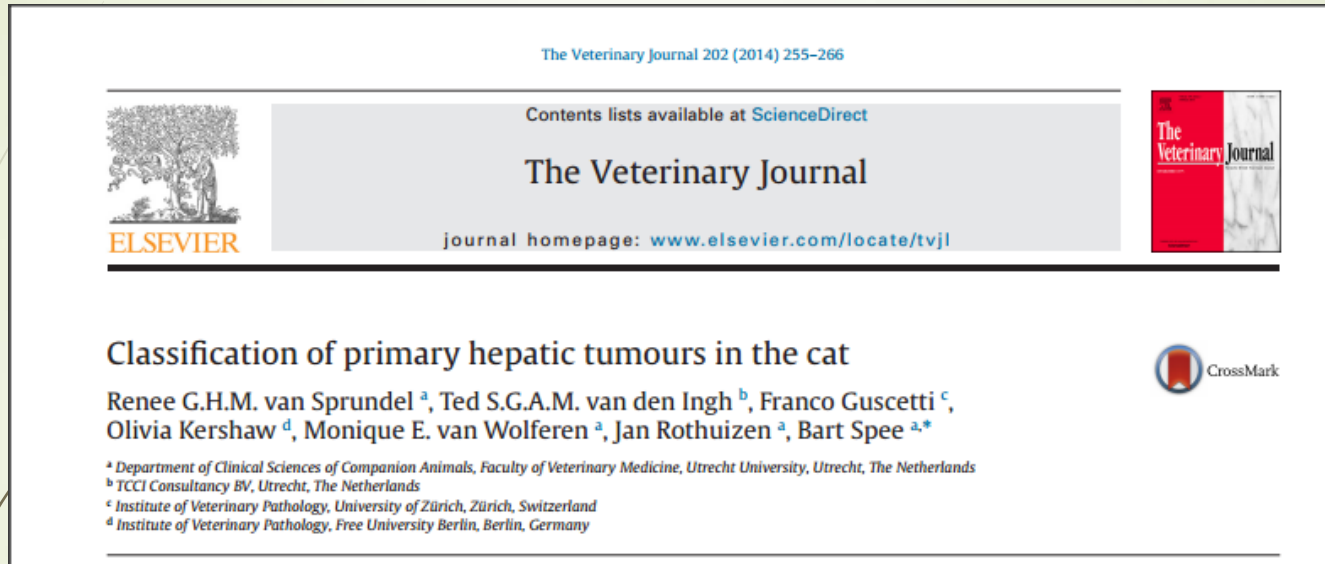 The Veterinary Journal 202 (2014) 255–266
Contents lists available at ScienceDirect
The Veterinary Journal
journal homepage: www.elsevier.com/locate/tvjl
ELSEVIER
The
Veterinary Journal
CrossMark
Classification of primary hepatic tumours in the cat
Renee G.H.M. van Sprundel a, Ted S.G.A.M. van den Ingh b, Franco Guscetti c,
Olivia Kershaw d, Monique E. van Wolferen a, Jan Rothuizen a, Bart Spee a,*
a Department of Clinical Sciences of Companion Animals, Faculty of Veterinary Medicine, Utrecht University, Utrecht, The Netherlands
b TCCI Consultancy BV, Utrecht, The Netherlands
c Institute of Veterinary Pathology, University of Zürich, Zürich, Switzerland
d Institute of Veterinary Pathology, Free University Berlin, Berlin, Germany